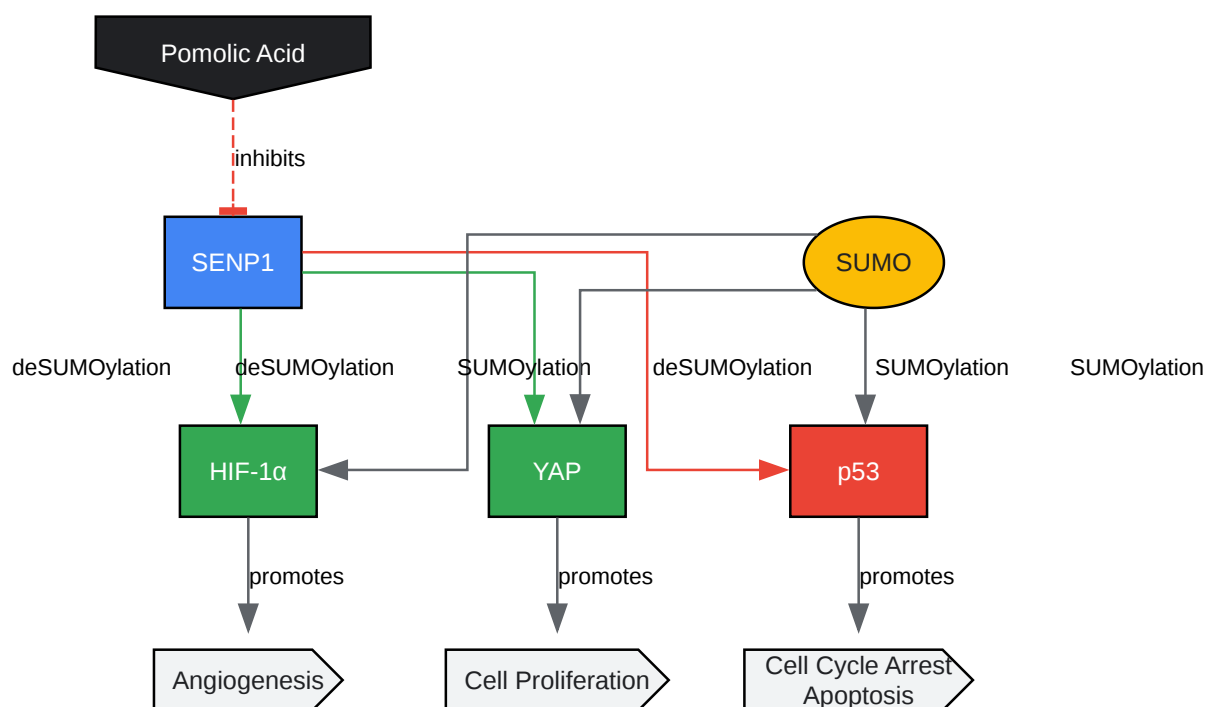 Pomolic Acid
inhibits
SENP1
SUMO
deSUMOylation
deSUMOylation
SUMOylation
deSUMOylation
SUMOylation
SUMOylation
HIF-1α
YAP
p53
promotes
promotes
promotes
Angiogenesis
Cell Proliferation
Cell Cycle Arrest
Apoptosis